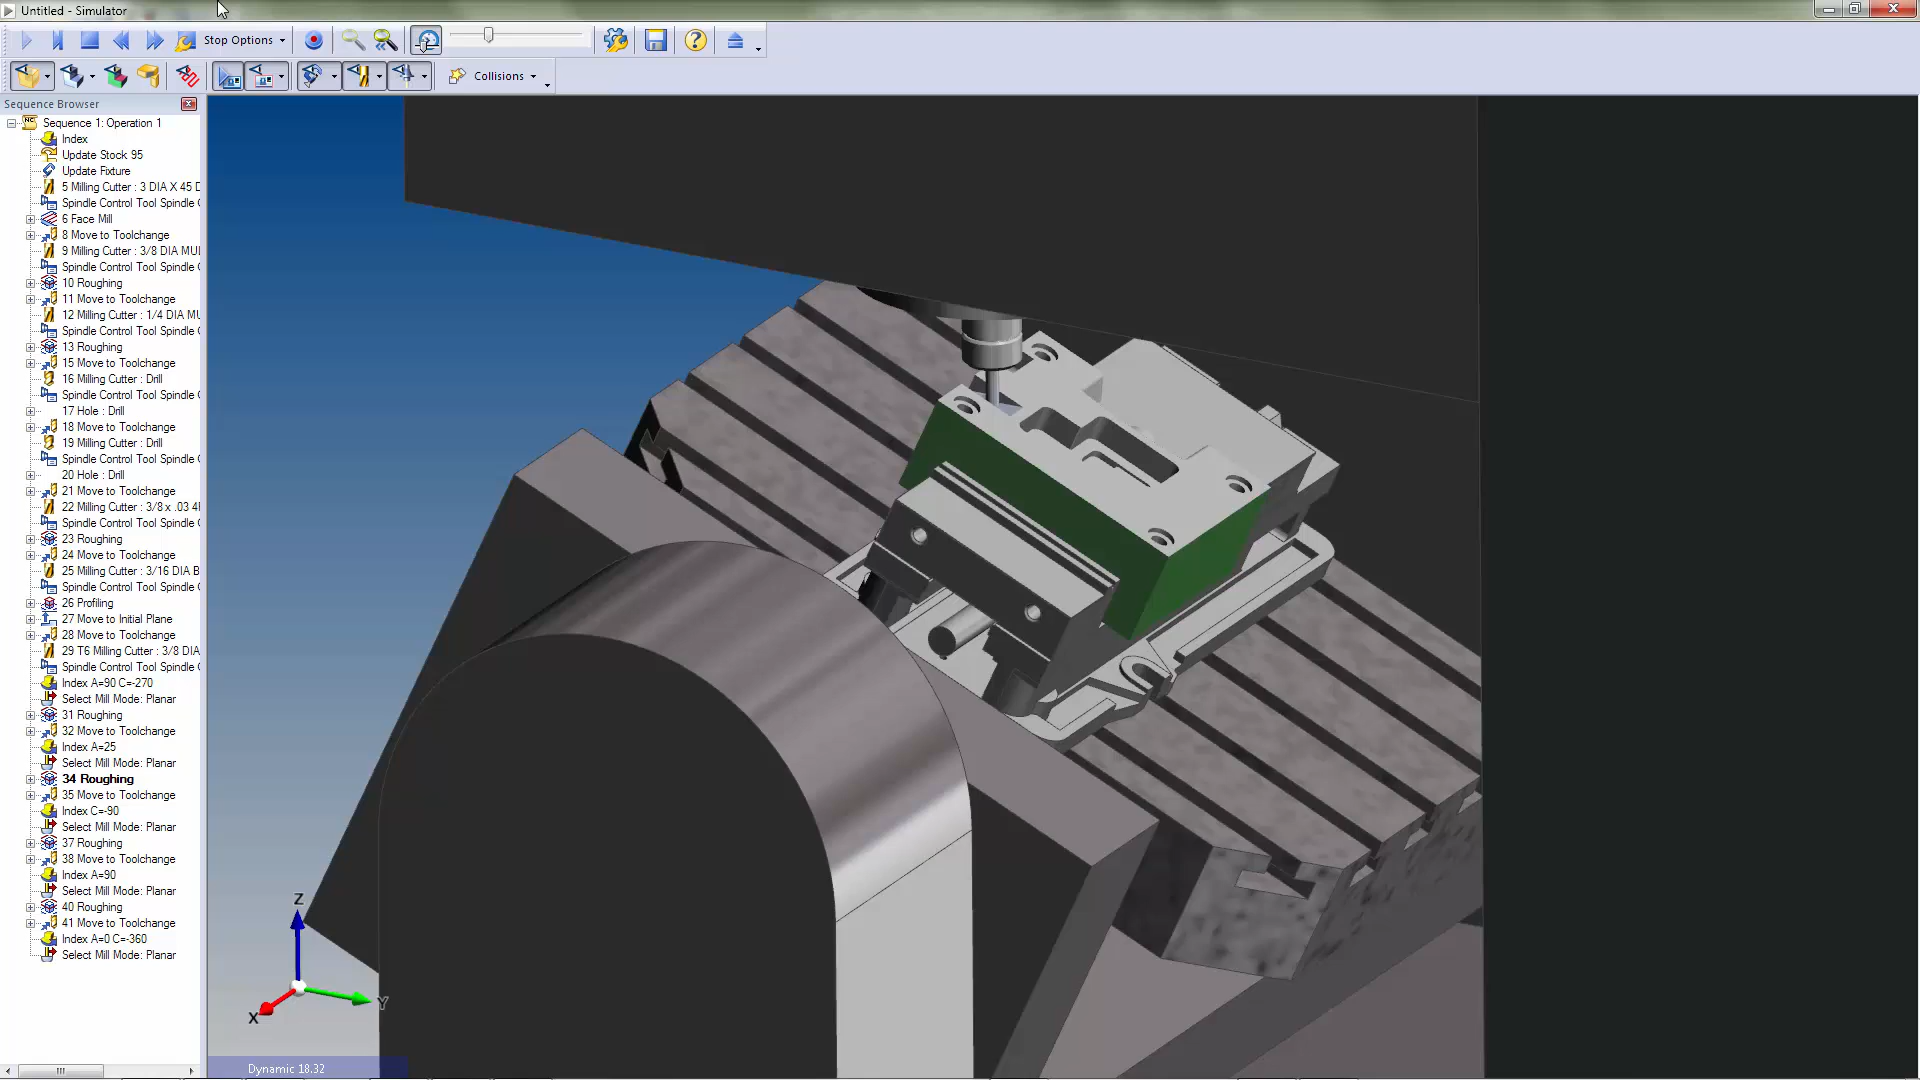 Untitled - Simulator
Stop Options
Collisions
Sequence Browser
Sequence 1: Operation 1
Index
Update Stock 95
Update Fixture
5 Milling Cutter : 3 DIA X 45 D
Spindle Control Tool Spindle
6 Face Mill
8 Move to Toolchange
9 Milling Cutter : 3/8 DIA MUL
Spindle Control Tool Spindle
10 Roughing
11 Move to Toolchange
12 Milling Cutter : 1/4 DIA MU
Spindle Control Tool Spindle
13 Roughing
15 Move to Toolchange
16 Milling Cutter : Drill
Spindle Control Tool Spindle
17 Hole : Drill
18 Move to Toolchange
19 Milling Cutter : Drill
Spindle Control Tool Spindle
20 Hole : Drill
21 Move to Toolchange
22 Milling Cutter : 3/8 x .03 4
Spindle Control Tool Spindle
23 Roughing
24 Move to Toolchange
25 Milling Cutter : 3/16 DIA B
Spindle Control Tool Spindle
26 Profiling
27 Move to Initial Plane
28 Move to Toolchange
29 T6 Milling Cutter : 3/8 DIA
Spindle Control Tool Spindle
Index A=90 C=-270
Select Mill Mode: Planar
31 Roughing
32 Move to Toolchange
Index A=25
Select Mill Mode: Planar
34 Roughing
35 Move to Toolchange
Index C=-90
Select Mill Mode: Planar
37 Roughing
38 Move to Toolchange
Index A=90
Select Mill Mode: Planar
40 Roughing
41 Move to Toolchange
Index A=0 C=-360
Select Mill Mode: Planar
Z
Y
X
Dynamic 18.32